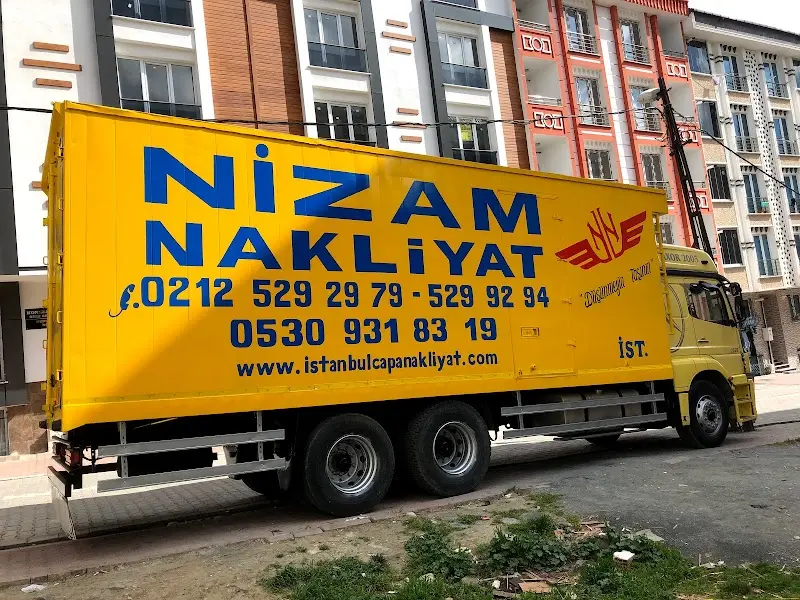 NİZAM
NAKLİYAT
0212 529 29 79 - 529 92 94
0530 931 83 19
www.istanbulcapanakliyat.com
İST.